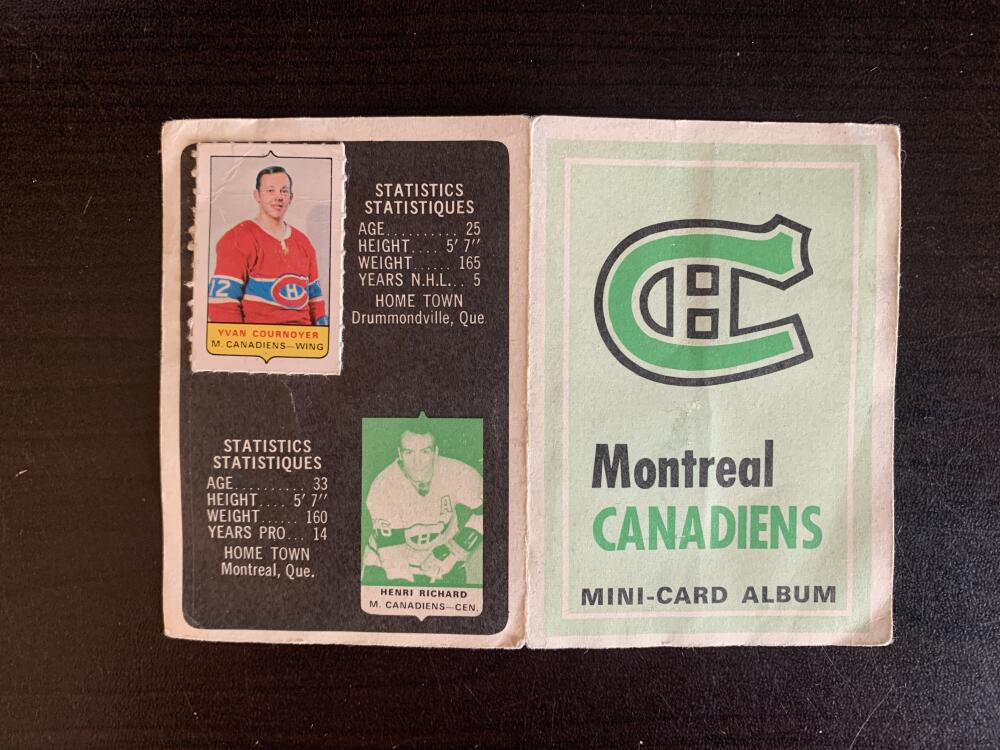 12
YVAN COURNOYER
M. CANADIENS—WING
STATISTICS
STATISTIQUES
AGE.......... 25
HEIGHT.... 5' 7"
WEIGHT...... 165
YEARS N.H.L... 5
HOME TOWN
Drummondville, Que
STATISTICS
STATISTIQUES
AGE.......... 33
HEIGHT.... 5' 7"
WEIGHT...... 160
YEARS PRO... 14
HOME TOWN
Montreal, Que.
A
HENRI RICHARD
M. CANADIENS—CEN.
Montreal
CANADIENS
MINI-CARD ALBUM